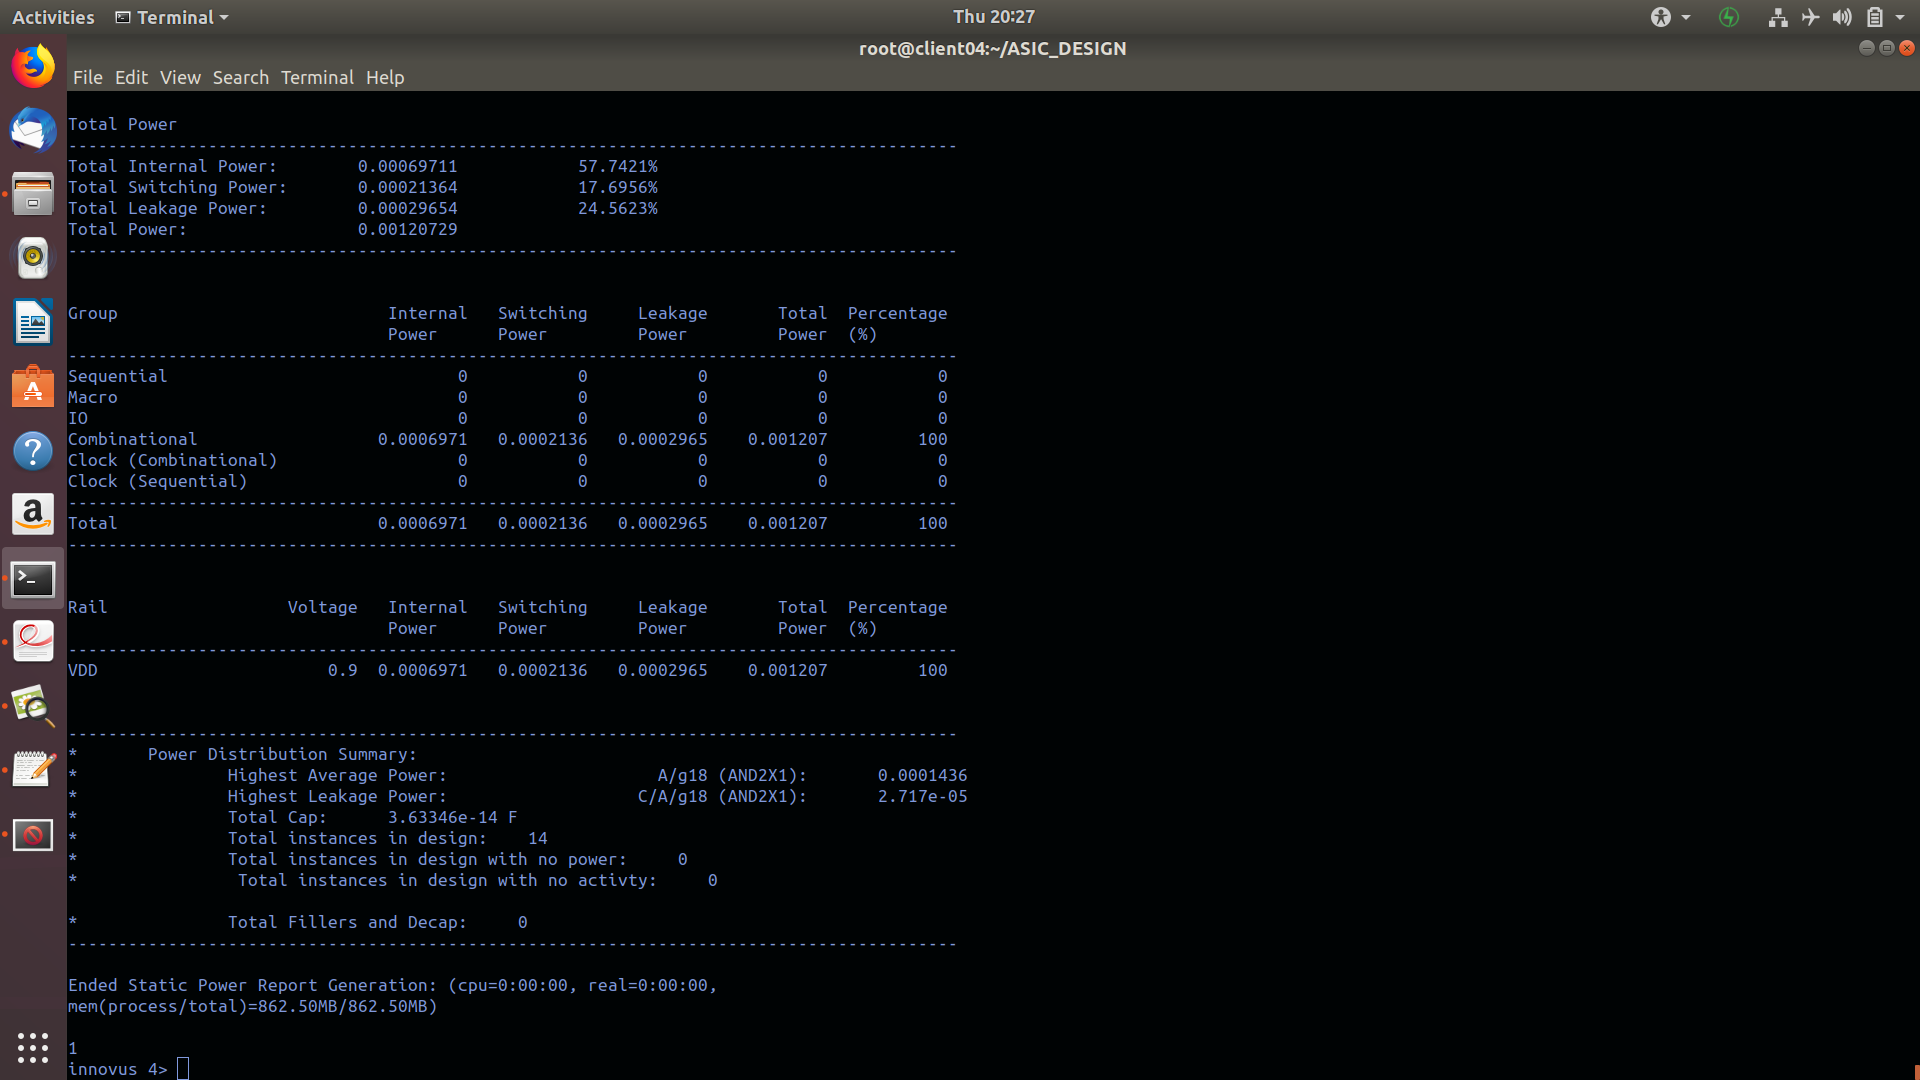 Activities Terminal Thu 20:27
root@client04:~/ASIC_DESIGN
File Edit View Search Terminal Help
Total Power
-----------------------------------------------------------------------------------------
Total Internal Power: 0.00069711 57.7421%
Total Switching Power: 0.00021364 17.6956%
Total Leakage Power: 0.00029654 24.5623%
Total Power: 0.00120729
-----------------------------------------------------------------------------------------
Group Internal Switching Leakage Total Percentage
Power Power Power Power (%)
-----------------------------------------------------------------------------------------
Sequential 0 0 0 0 0
Macro 0 0 0 0 0
IO 0 0 0 0 0
Combinational 0.0006971 0.0002136 0.0002965 0.001207 100
Clock (Combinational) 0 0 0 0 0
Clock (Sequential) 0 0 0 0 0
-----------------------------------------------------------------------------------------
Total 0.0006971 0.0002136 0.0002965 0.001207 100
-----------------------------------------------------------------------------------------
Rail Voltage Internal Switching Leakage Total Percentage
Power Power Power Power (%)
-----------------------------------------------------------------------------------------
VDD 0.9 0.0006971 0.0002136 0.0002965 0.001207 100
-----------------------------------------------------------------------------------------
* Power Distribution Summary:
* Highest Average Power: A/g18 (AND2X1): 0.0001436
* Highest Leakage Power: C/A/g18 (AND2X1): 2.717e-05
* Total Cap: 3.63346e-14 F
* Total instances in design: 14
* Total instances in design with no power: 0
* Total instances in design with no activty: 0
* Total Fillers and Decap: 0
-----------------------------------------------------------------------------------------
Ended Static Power Report Generation: (cpu=0:00:00, real=0:00:00,
mem(process/total)=862.50MB/862.50MB)
1
innovus 4>